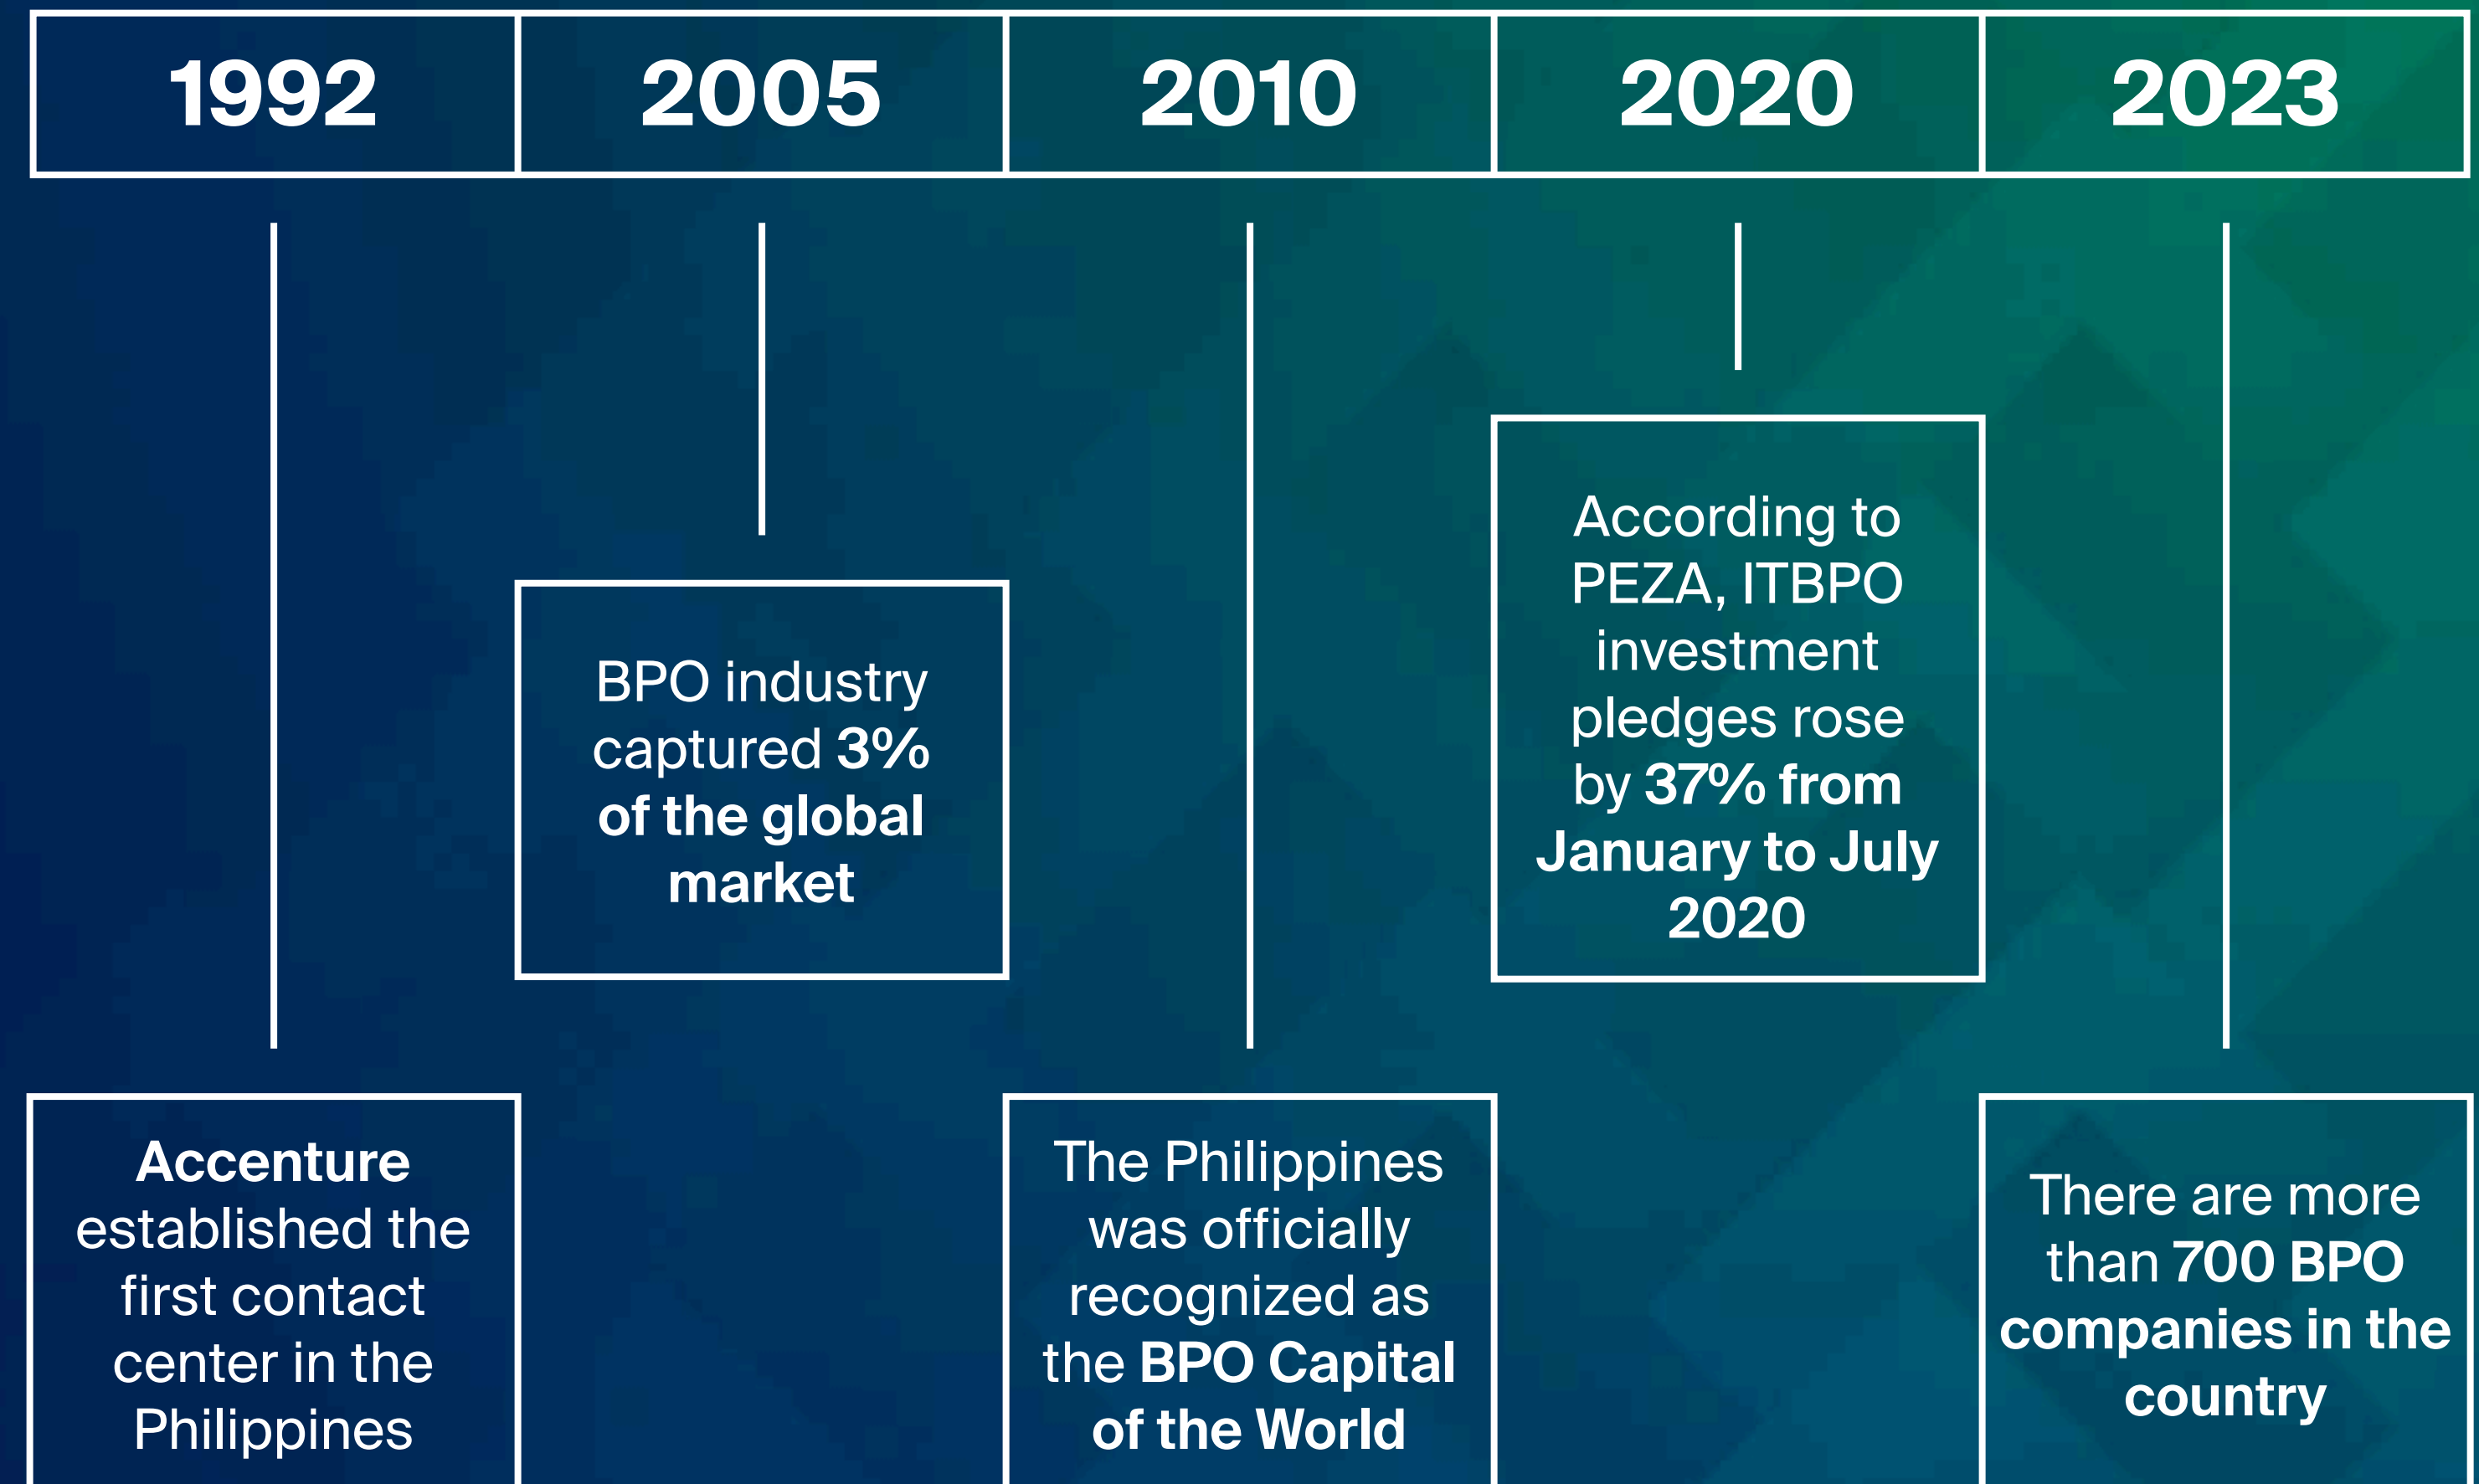 1992
2005
2010
2020
2023
Accenture
established the
first contact
center in the
Philippines
BPO industry
captured 3%
of the global
market
The Philippines
was officially
recognized as
the BPO Capital
of the World
According to
PEZA, ITBPO
investment
pledges rose
by 37% from
January to July
2020
There are more
than 700 BPO
companies in the
country